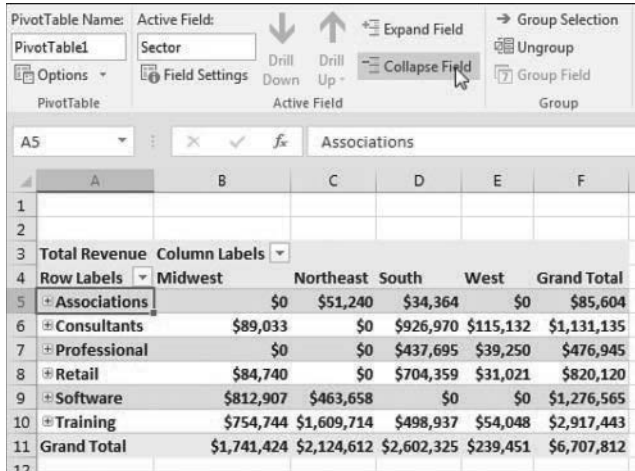 PivotTable Name: Active Field:
PivotTable1 Sector
Options Field Settings
Drill Down
Drill Up
Expand Field
Collapse Field
Group Selection
Ungroup
7 Group Field
PivotTable Active Field Group
A5 fx Associations
A B C D E F
1
2
3 Total Revenue Column Labels
4 Row Labels Midwest Northeast South West Grand Total
5 Associations $0 $51,240 $34,364 $0 $85,604
6 Consultants $89,033 $0 $926,970 $115,132 $1,131,135
7 Professional $0 $0 $437,695 $39,250 $476,945
8 Retail $84,740 $0 $704,359 $31,021 $820,120
9 Software $812,907 $463,658 $0 $0 $1,276,565
10 Training $754,744 $1,609,714 $498,937 $54,048 $2,917,443
11 Grand Total $1,741,424 $2,124,612 $2,602,325 $239,451 $6,707,812
12